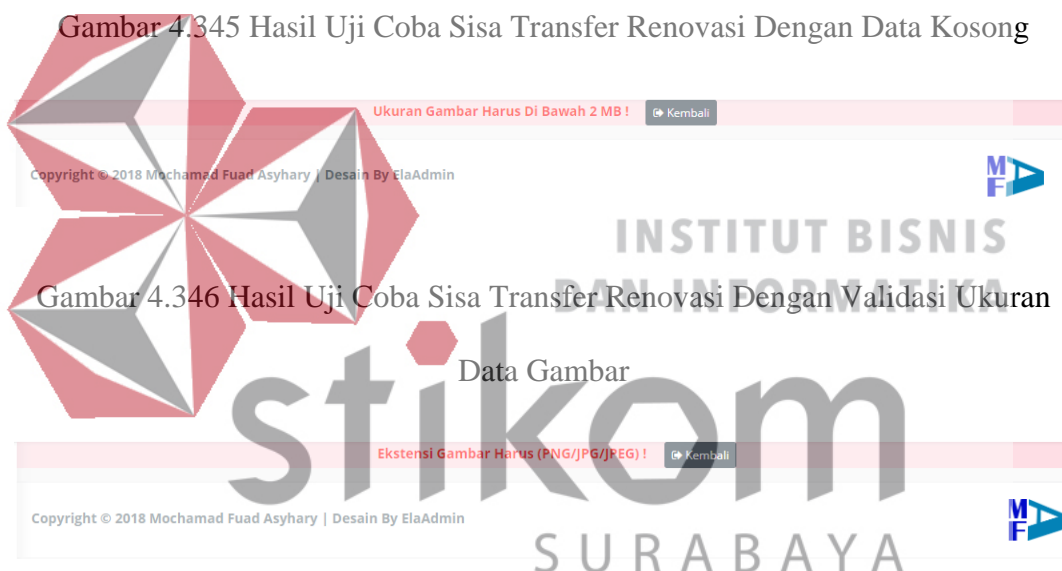 Gambar 4.345 Hasil Uji Coba Sisa Transfer Renovasi Dengan Data Kosong
Ukuran Gambar Harus Di Bawah 2 MB ! Kembali
Copyright © 2018 Mochamad Fuad Asyhary | Desain By ElaAdmin
MFA
INSTITUT BISNIS
DAN INFORMATIKA
Gambar 4.346 Hasil Uji Coba Sisa Transfer Renovasi Dengan Validasi Ukuran
Data Gambar
stikom
Ekstensi Gambar Harus (PNG/JPG/JPEG) ! Kembali
Copyright © 2018 Mochamad Fuad Asyhary | Desain By ElaAdmin
MFA
SURABAYA